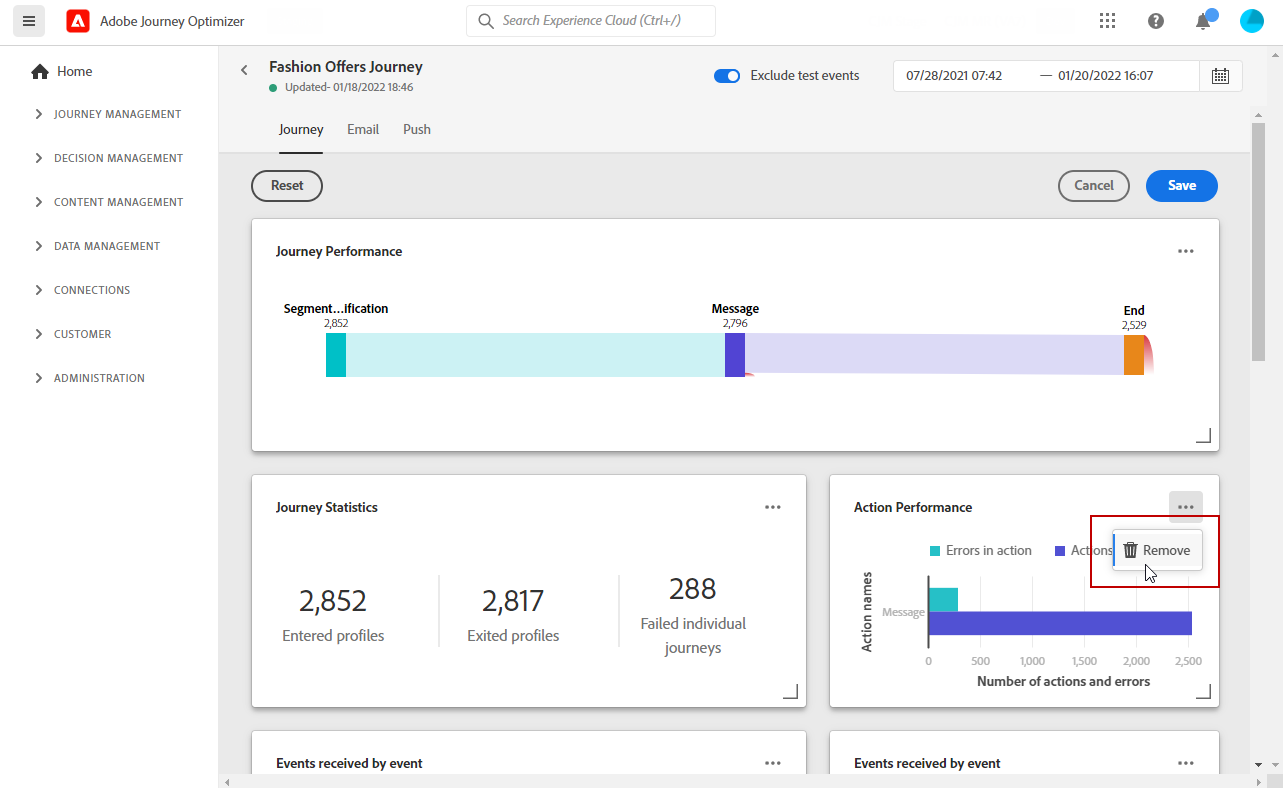 Adobe Journey Optimizer
Search Experience Cloud (Ctrl+/)
Home
JOURNEY MANAGEMENT
DECISION MANAGEMENT
CONTENT MANAGEMENT
DATA MANAGEMENT
CONNECTIONS
CUSTOMER
ADMINISTRATION
Fashion Offers Journey
Updated- 01/18/2022 18:46
Exclude test events
07/28/2021 07:42 — 01/20/2022 16:07
Journey Email Push
Reset
Cancel
Save
Journey Performance
Segment...ification
2,852
Message
2,796
End
2,529
Journey Statistics
2,852
Entered profiles
2,817
Exited profiles
288
Failed individual
journeys
Action Performance
Errors in action
Actions
Remove
Action names
Message
0 500 1,000 1,500 2,000 2,500
Number of actions and errors
Events received by event
Events received by event